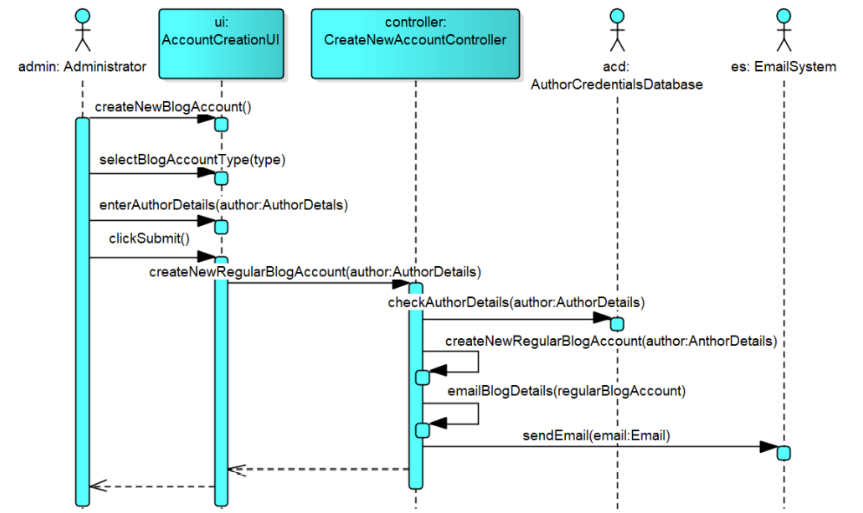 ui:
AccountCreationUI
controller:
CreateNewAccountController
admin: Administrator
acd:
AuthorCredentialsDatabase
es: EmailSystem
createNewBlogAccount()
selectBlogAccountType(type)
enterAuthorDetails(author:AuthorDetals)
clickSubmit()
createNewRegularBlogAccount(author:AuthorDetails)
checkAuthorDetails(author:AuthorDetails)
createNewRegularBlogAccount(author:AnthorDetails)
emailBlogDetails(regularBlogAccount)
sendEmail(email:Email)